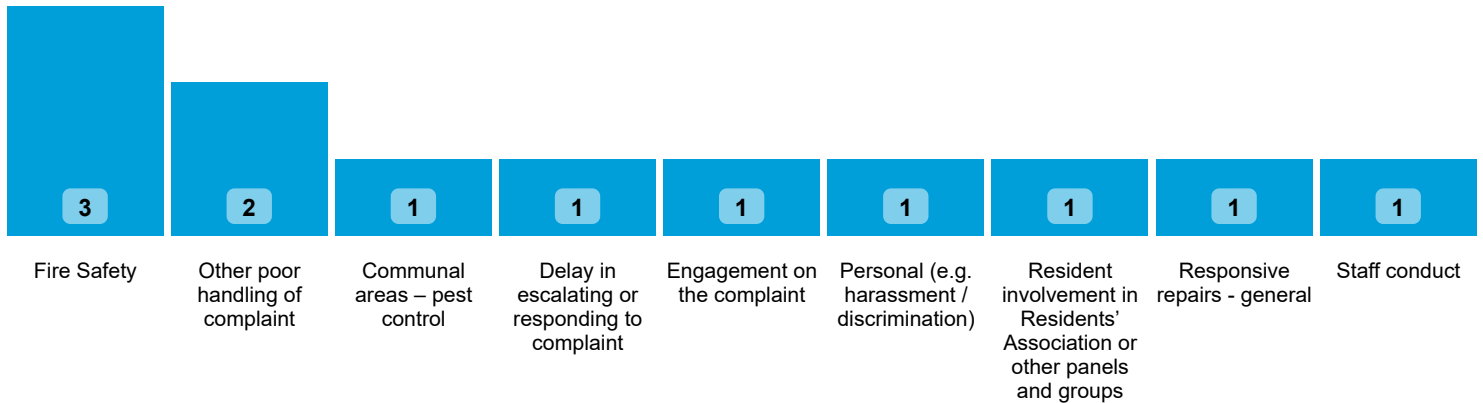 3
2
1
1
1
1
1
1
1
Fire Safety
Other poor
handling of
complaint
Communal
areas – pest
control
Delay in
escalating or
responding to
complaint
Engagement on
the complaint
Personal (e.g.
harassment /
discrimination)
Resident
involvement in
Residents’
Association or
other panels
and groups
Responsive
repairs - general
Staff conduct